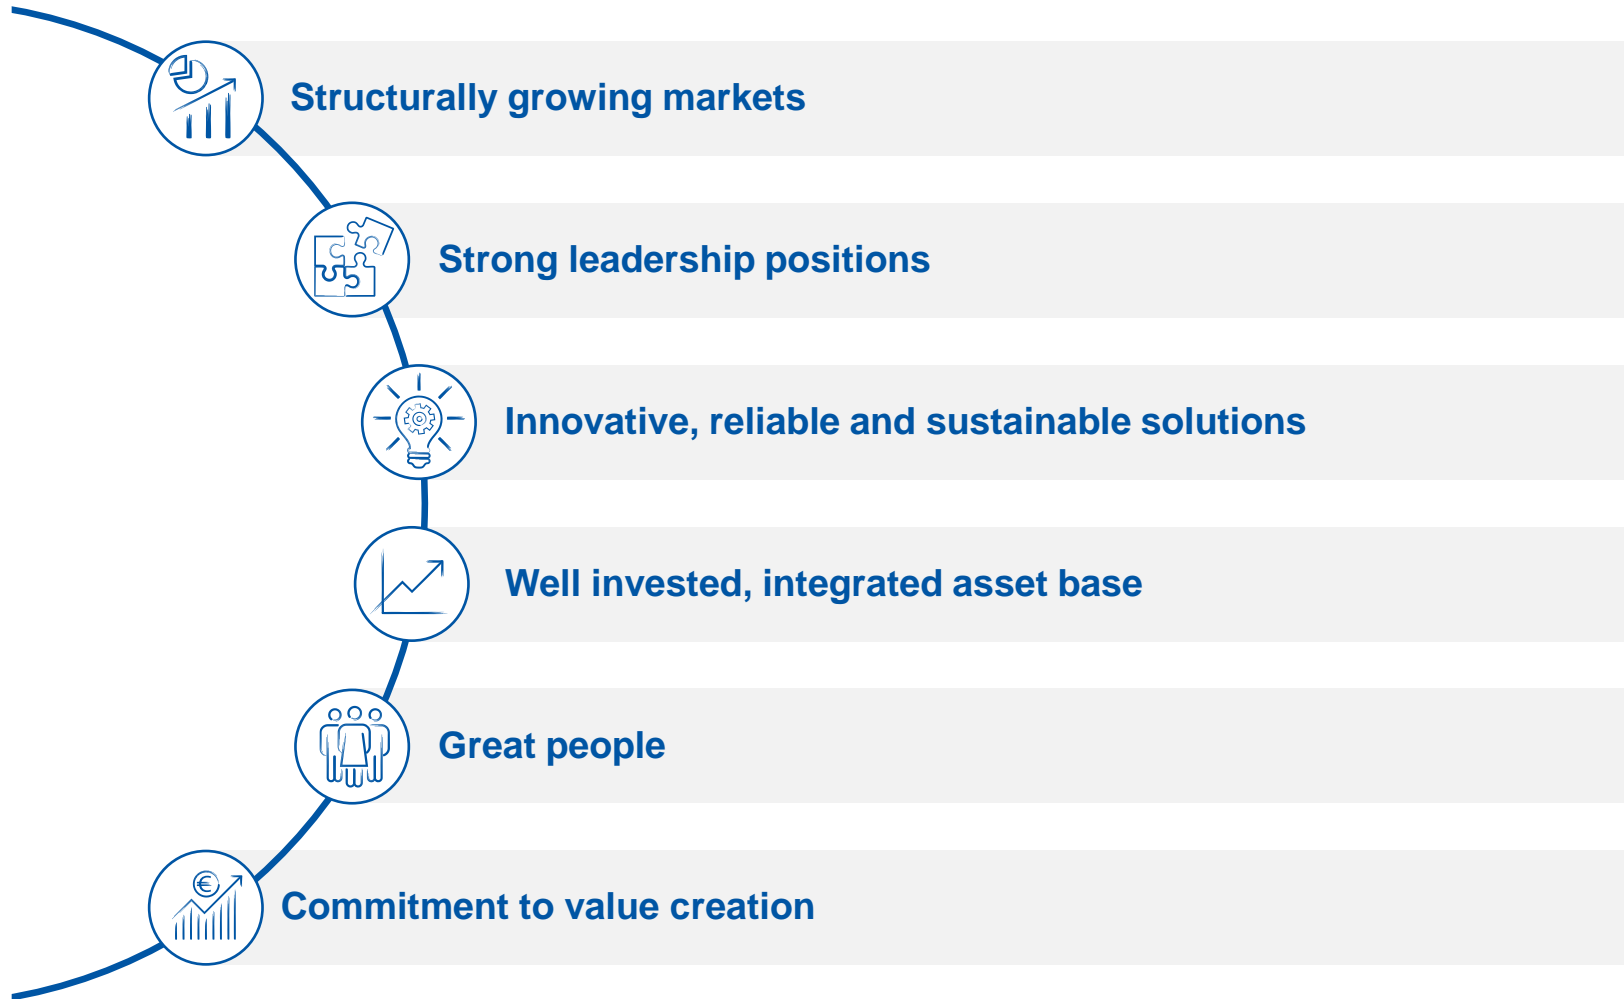 Structurally growing markets
Strong leadership positions
Innovative, reliable and sustainable solutions
Well invested, integrated asset base
Great people
€
Commitment to value creation